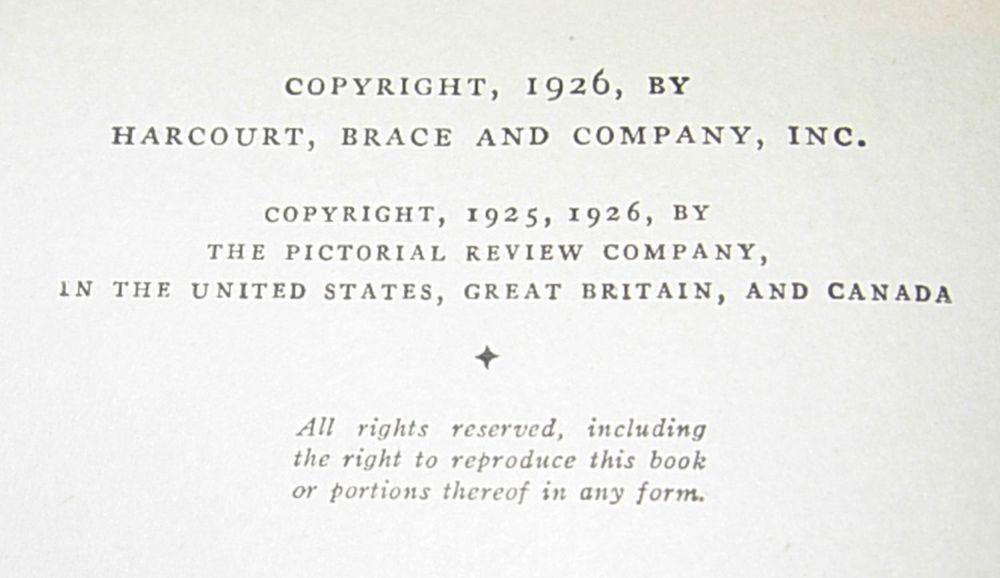 COPYRIGHT, 1926, BY
HARCOURT, BRACE AND COMPANY, INC.
COPYRIGHT, 1925, 1926, BY
THE PICTORIAL REVIEW COMPANY,
IN THE UNITED STATES, GREAT BRITAIN, AND CANADA
All rights reserved, including
the right to reproduce this book
or portions thereof in any form.